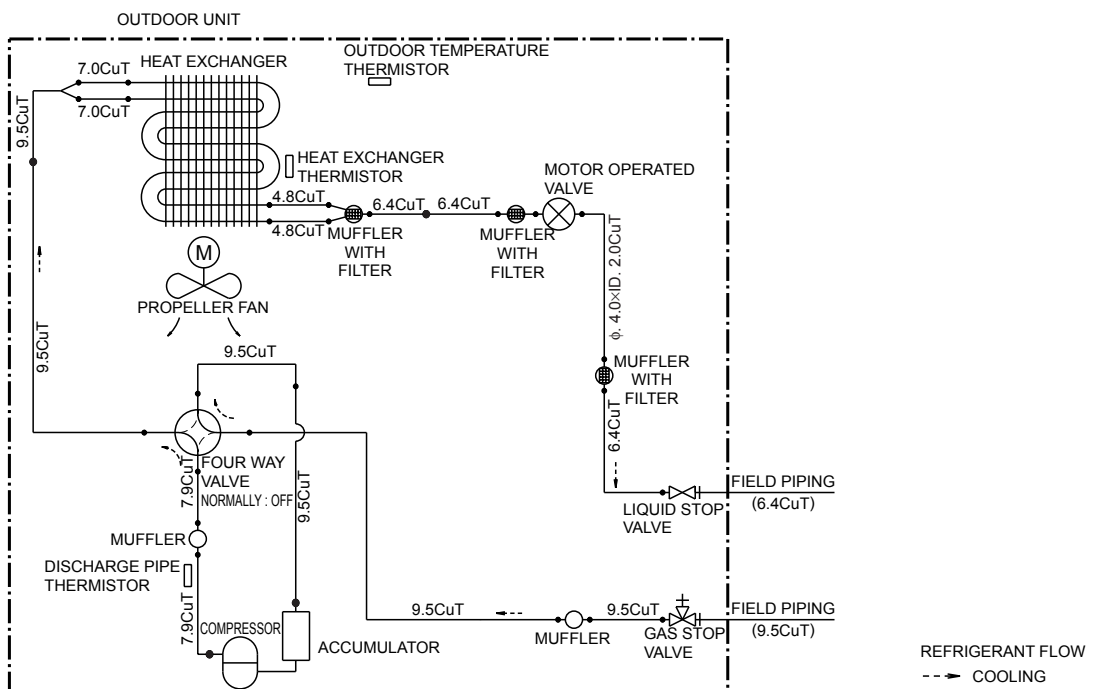 OUTDOOR UNIT
HEAT EXCHANGER
OUTDOOR TEMPERATURE
THERMISTOR
7.0CuT
7.0CuT
9.5CuT
HEAT EXCHANGER
THERMISTOR
MOTOR OPERATED
VALVE
4.8CuT
4.8CuT
6.4CuT
6.4CuT
MUFFLER
WITH
FILTER
MUFFLER
WITH
FILTER
M
PROPELLER FAN
φ. 4.0×ID. 2.0CuT
9.5CuT
9.5CuT
MUFFLER
WITH
FILTER
6.4CuT
FOUR WAY
VALVE
NORMALLY : OFF
7.9CuT
9.5CuT
LIQUID STOP
VALVE
FIELD PIPING
(6.4CuT)
MUFFLER
DISCHARGE PIPE
THERMISTOR
7.9CuT
COMPRESSOR
ACCUMULATOR
9.5CuT
MUFFLER
9.5CuT
GAS STOP
VALVE
FIELD PIPING
(9.5CuT)
REFRIGERANT FLOW
COOLING